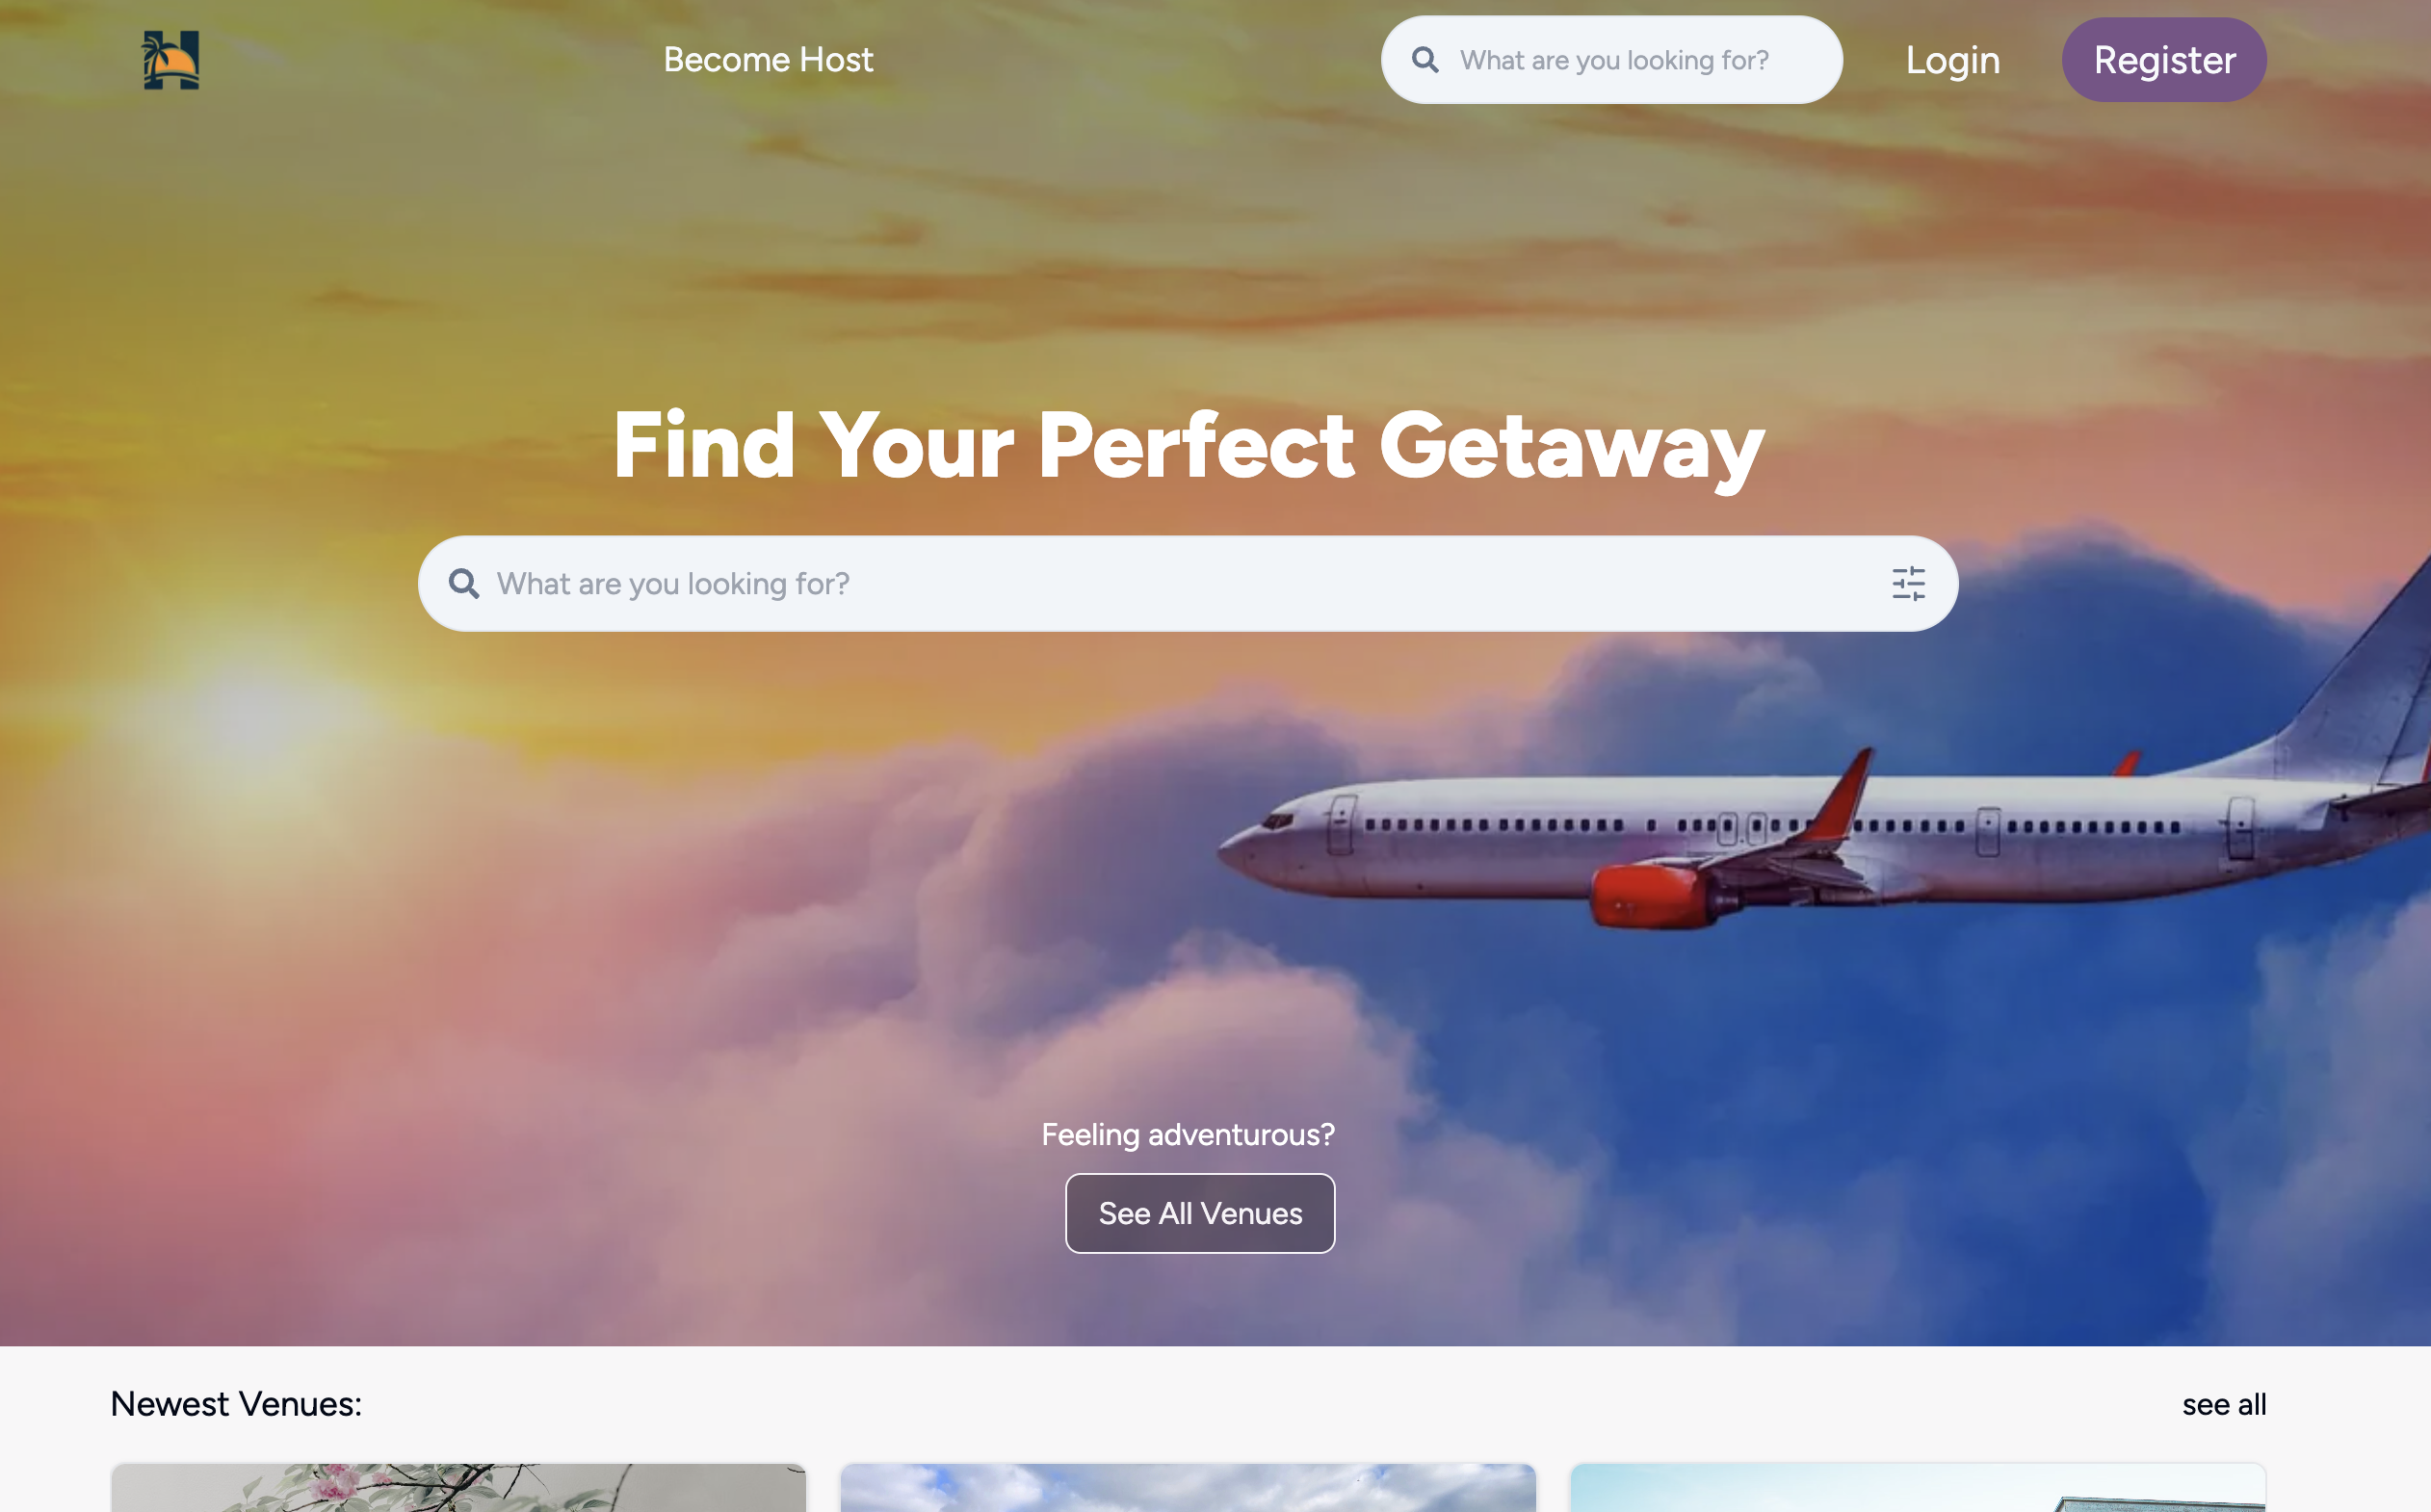 Become Host
What are you looking for?
Login
Register
Find Your Perfect Getaway
What are you looking for?
Feeling adventurous?
See All Venues
Newest Venues:
see all